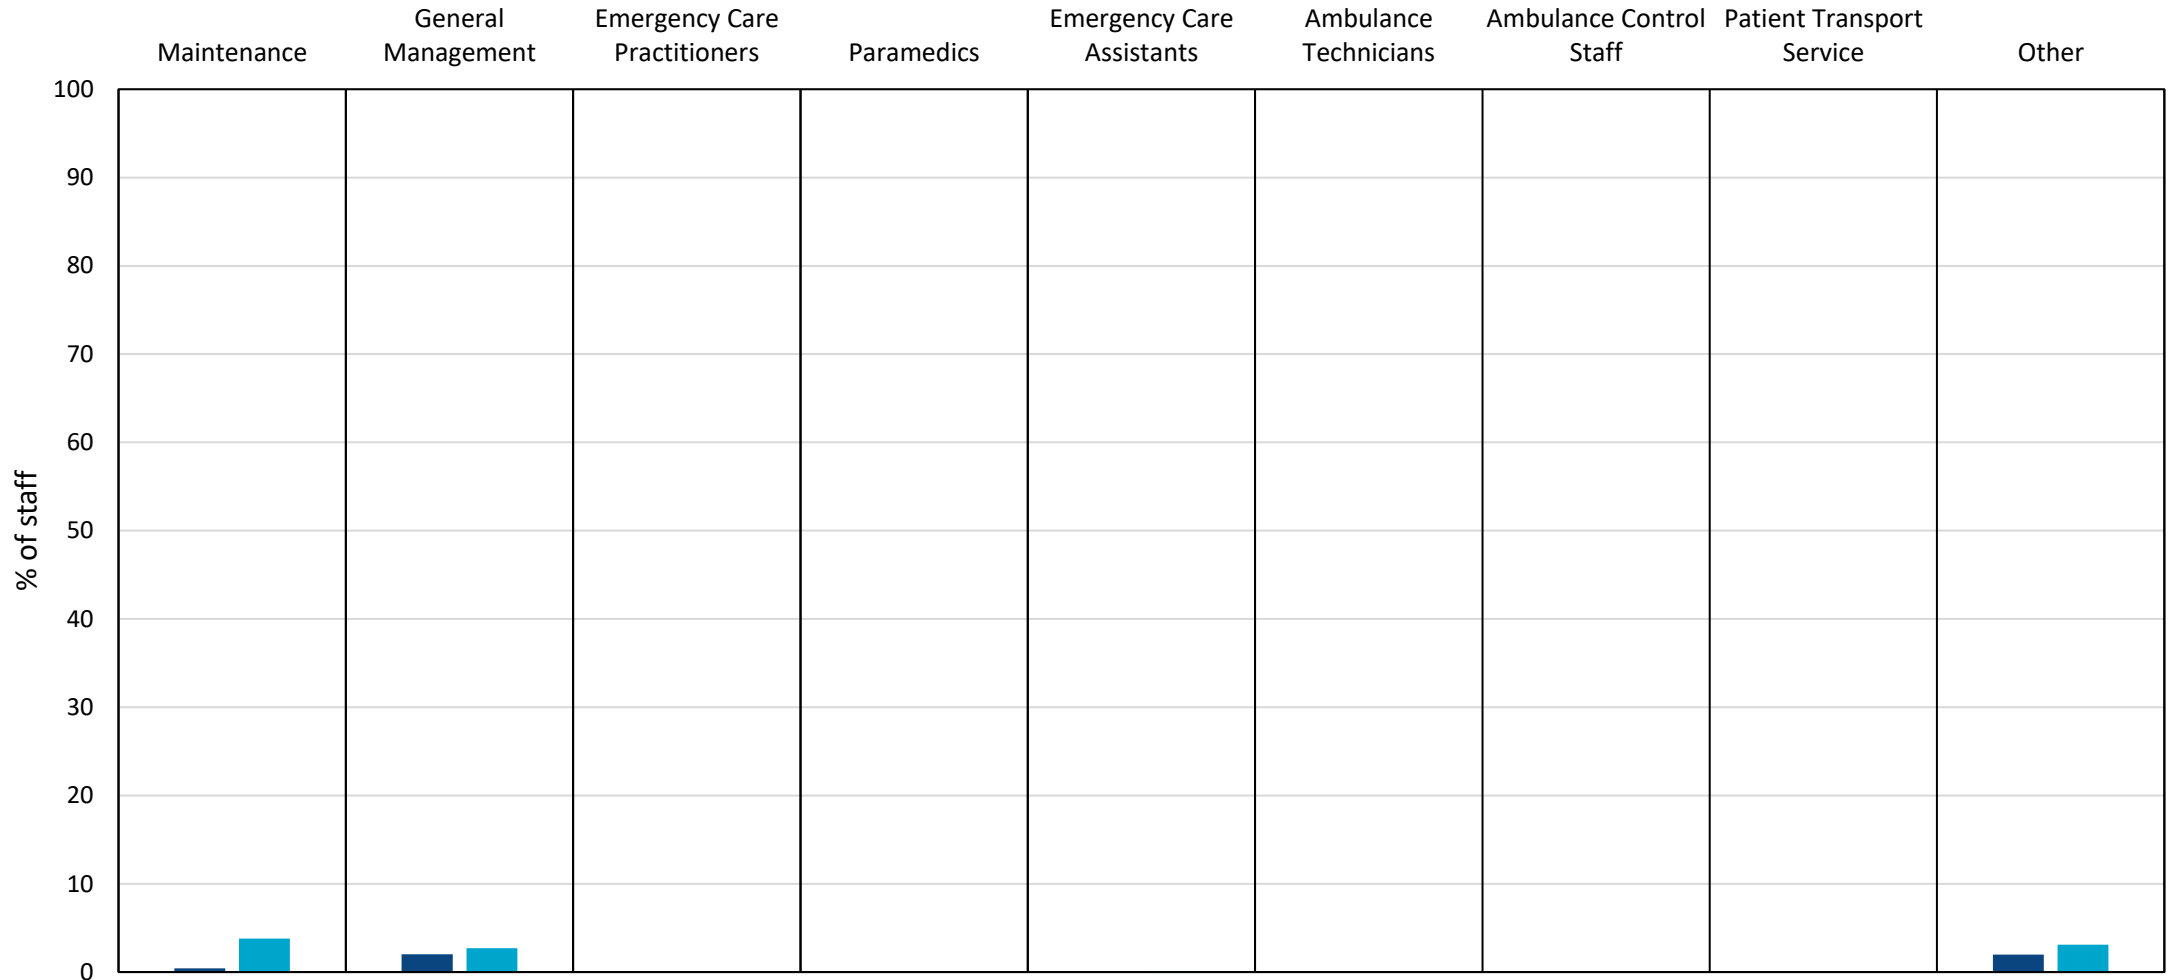 Maintenance
General
Management
Emergency Care
Practitioners
Paramedics
Emergency Care
Assistants
Ambulance
Technicians
Ambulance Control
Staff
Patient Transport
Service
Other
100
90
80
70
60
50
40
30
20
10
0
% of staff